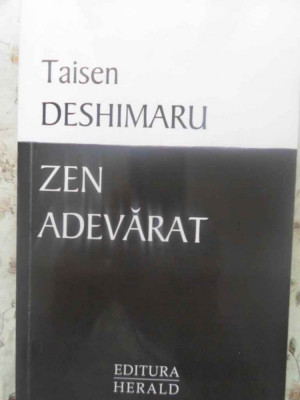 Taisen
DESHIMARU
ZEN
ADEVĂRAT
EDITURA
HERALD